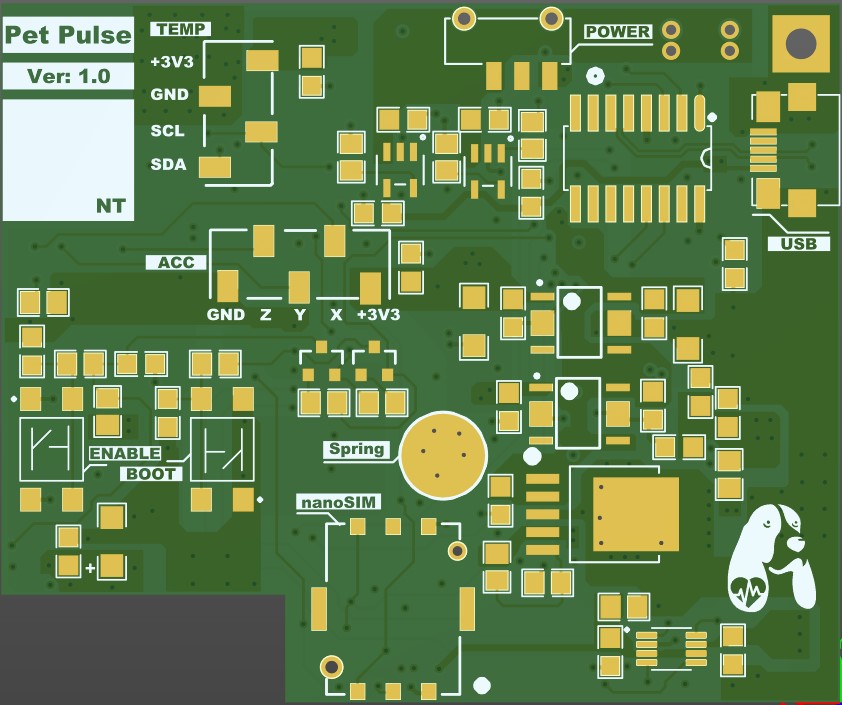 Pet Pulse
Ver: 1.0
NT
TEMP
+3V3
GND
SCL
SDA
POWER
USB
ACC
GND Z Y X +3V3
ENABLE
BOOT
Spring
nanoSIM
+